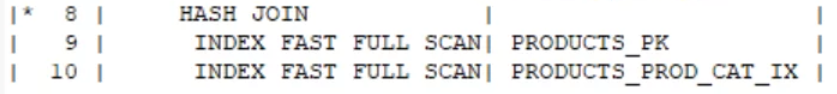 |* 8 | HASH JOIN | |
| 9 | INDEX FAST FULL SCAN| PRODUCTS_PK |
| 10 | INDEX FAST FULL SCAN| PRODUCTS_PROD_CAT_IX |